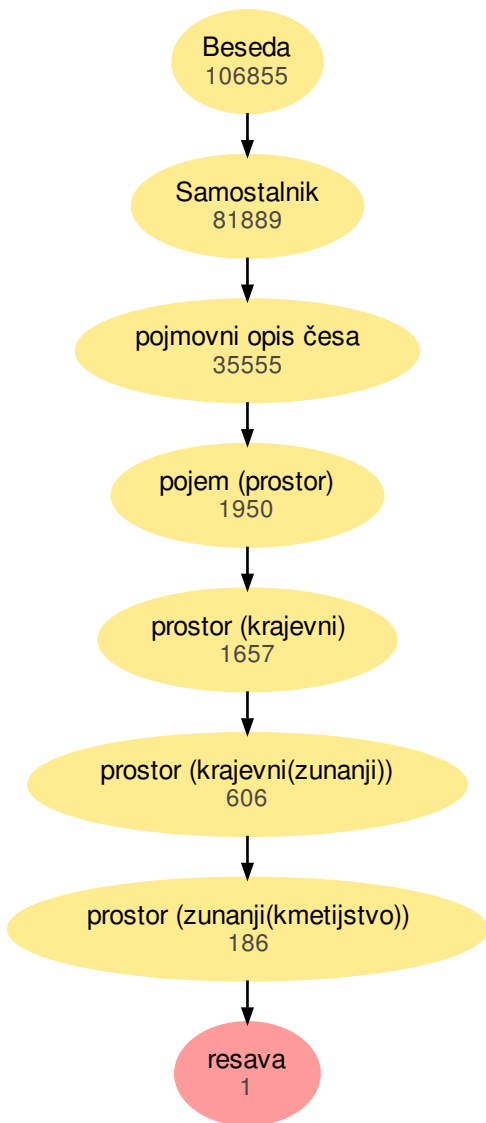 Beseda
106855
Samostalnik
81889
pojmovni opis česa
35555
pojem (prostor)
1950
prostor (krajevni)
1657
prostor (krajevni(zunanji))
606
prostor (zunanji(kmetijstvo))
186
resava
1